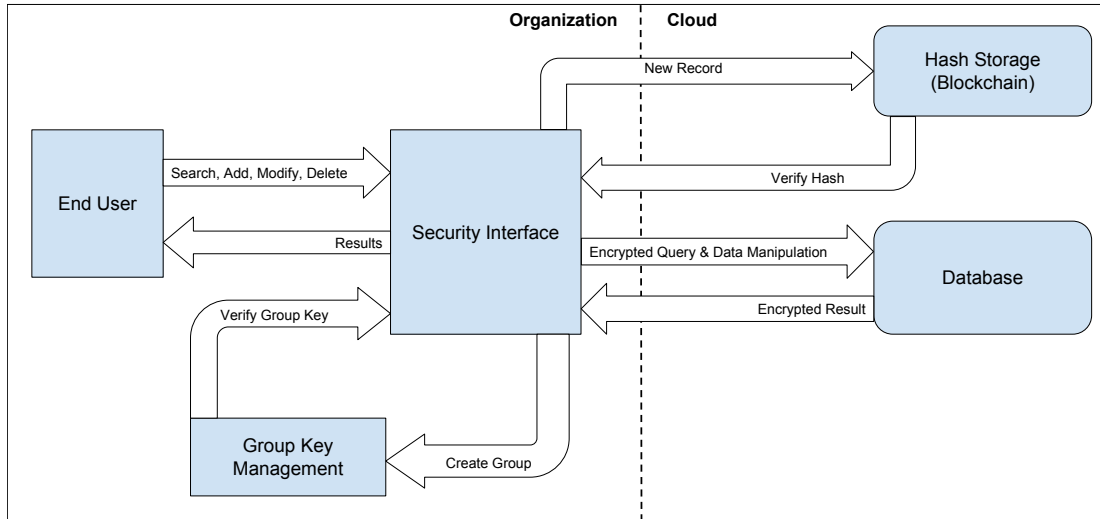 Organization
Cloud
New Record
Hash Storage
(Blockchain)
Search, Add, Modify, Delete
Verify Hash
End User
Security Interface
Results
Encrypted Query & Data Manipulation
Database
Verify Group Key
Encrypted Result
Group Key
Management
Create Group